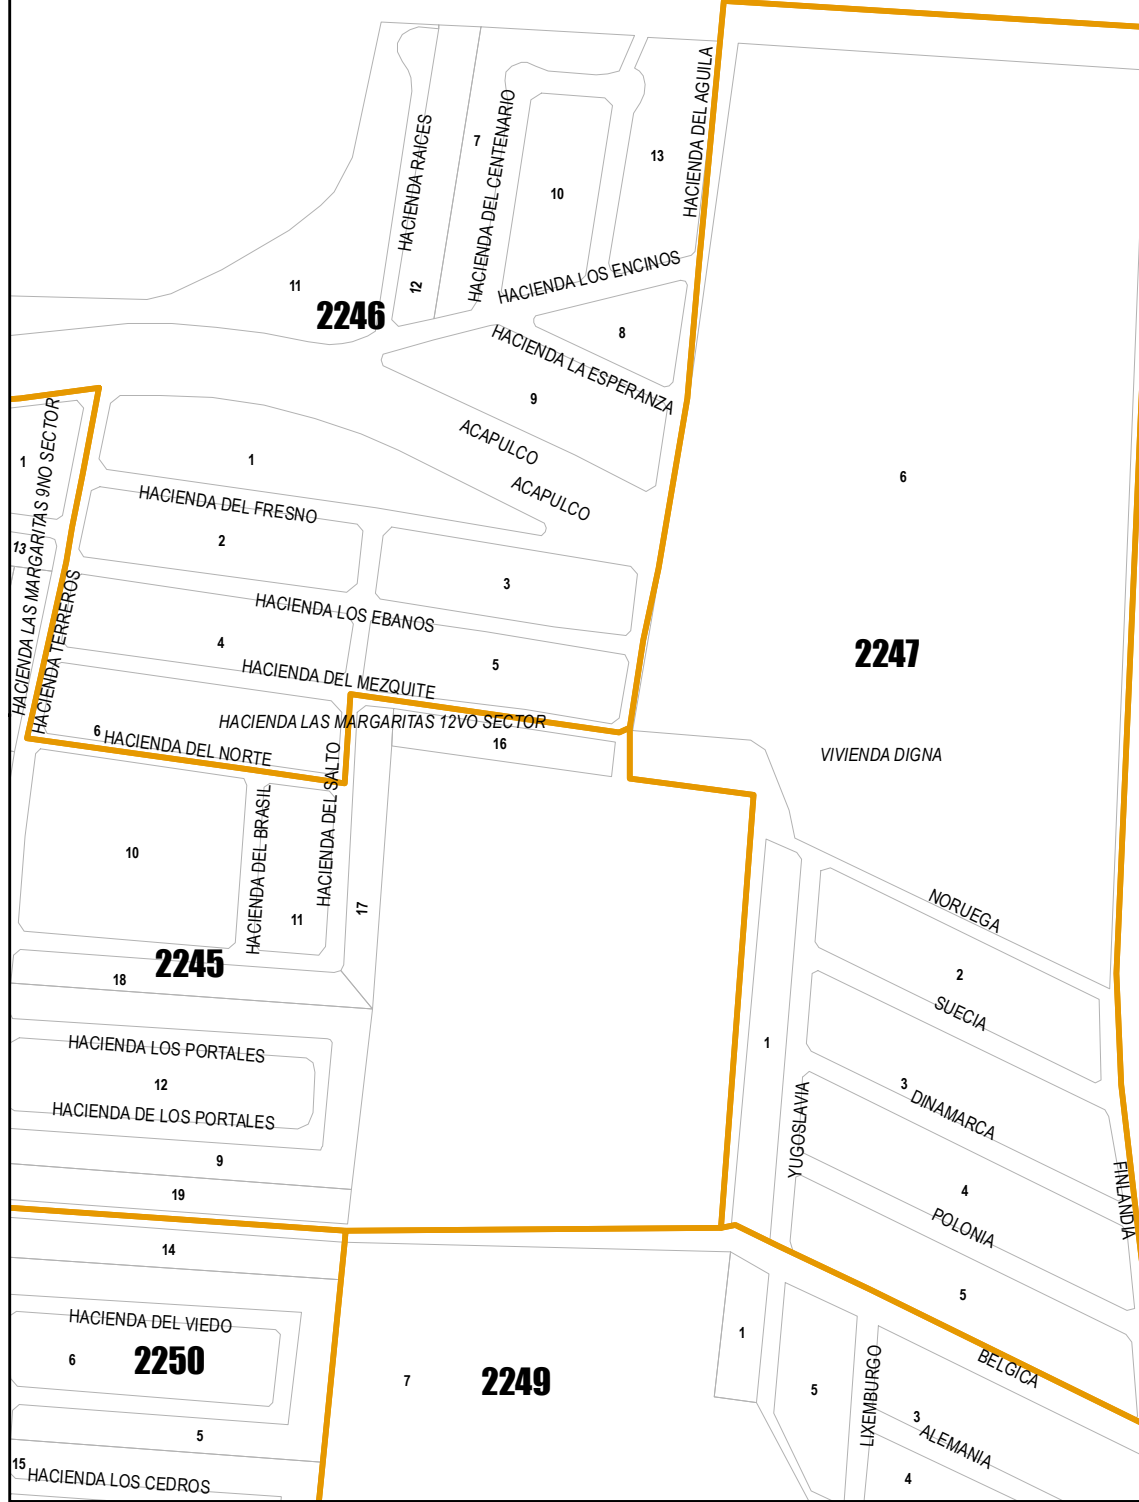 HACIENDA DEL AGUILA
HACIENDA RAICES
7
HACIENDA DEL CENTENARIO
13
10
HACIENDA LOS ENCINOS
11
12
2246
8
HACIENDA LA ESPERANZA
9
HACIENDA LAS MARGARITAS 9NO SECTOR
ACAPULCO
1
1
6
ACAPULCO
HACIENDA DEL FRESNO
2
13
3
HACIENDA TERREROS
HACIENDA LOS EBANOS
4
2247
5
HACIENDA DEL MEZQUITE
HACIENDA LAS MARGARITAS 12VO SECTOR
6
HACIENDA DEL NORTE
16
VIVIENDA DIGNA
HACIENDA DEL SALTO
HACIENDA DEL BRASIL
10
11
17
NORUEGA
2245
18
2
SUECIA
HACIENDA LOS PORTALES
1
12
3
DINAMARCA
HACIENDA DE LOS PORTALES
YUGOSLAVIA
9
19
4
FINLANDIA
POLONIA
14
5
HACIENDA DEL VIEDO
1
6
2250
7
2249
BELGICA
5
LIXEMBURGO
3
ALEMANIA
5
15
HACIENDA LOS CEDROS
4